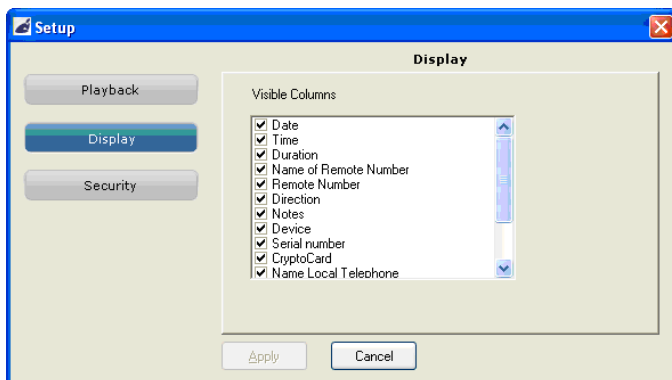 Setup
Display
Playback
Display
Security
Visible Columns
Date
Time
Duration
Name of Remote Number
Remote Number
Direction
Notes
Device
Serial number
CryptoCard
Name Local Telephone
Apply
Cancel